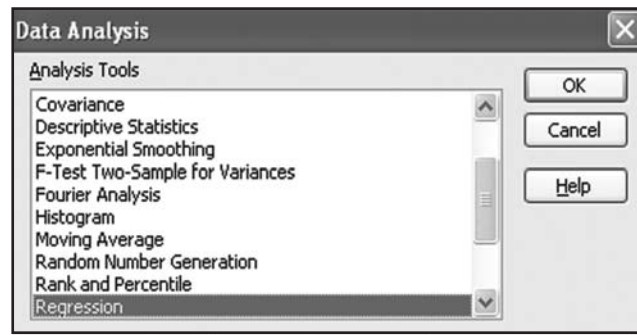 Data Analysis
Analysis Tools
Covariance
Descriptive Statistics
Exponential Smoothing
F-Test Two-Sample for Variances
Fourier Analysis
Histogram
Moving Average
Random Number Generation
Rank and Percentile
Regression
OK
Cancel
Help